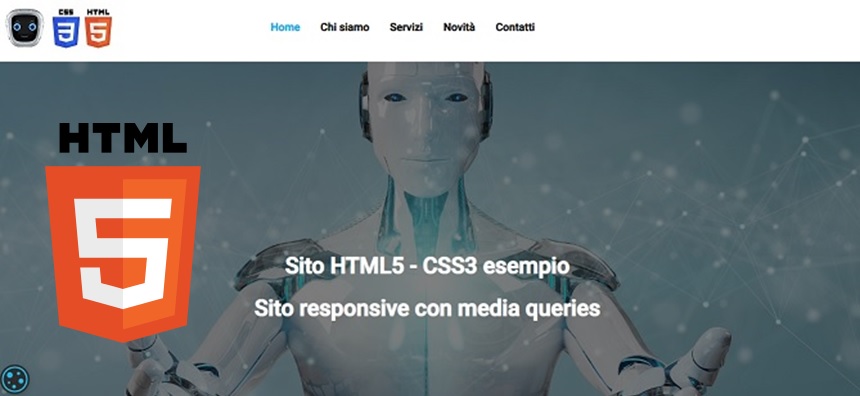 CSS HTML
3 5
Home Chi siamo Servizi Novità Contatti
HTML
5
Sito HTML5 - CSS3 esempio
Sito responsive con media queries